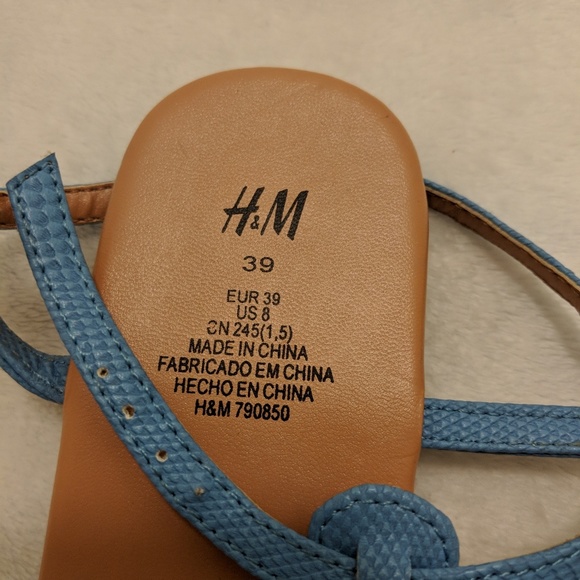 H&M
39
EUR 39
US 8
CN 245(1,5)
MADE IN CHINA
FABRICADO EM CHINA
HECHO EN CHINA
H&M 790850